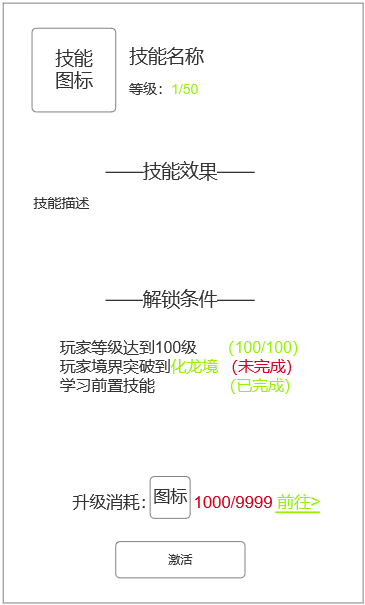 技能
图标
技能名称
等级：1/50
——技能效果——
技能描述
——解锁条件——
玩家等级达到100级 （100/100）
玩家境界突破到化龙境 （未完成）
学习前置技能 （已完成）
升级消耗： 图标 1000/9999 前往>
激活